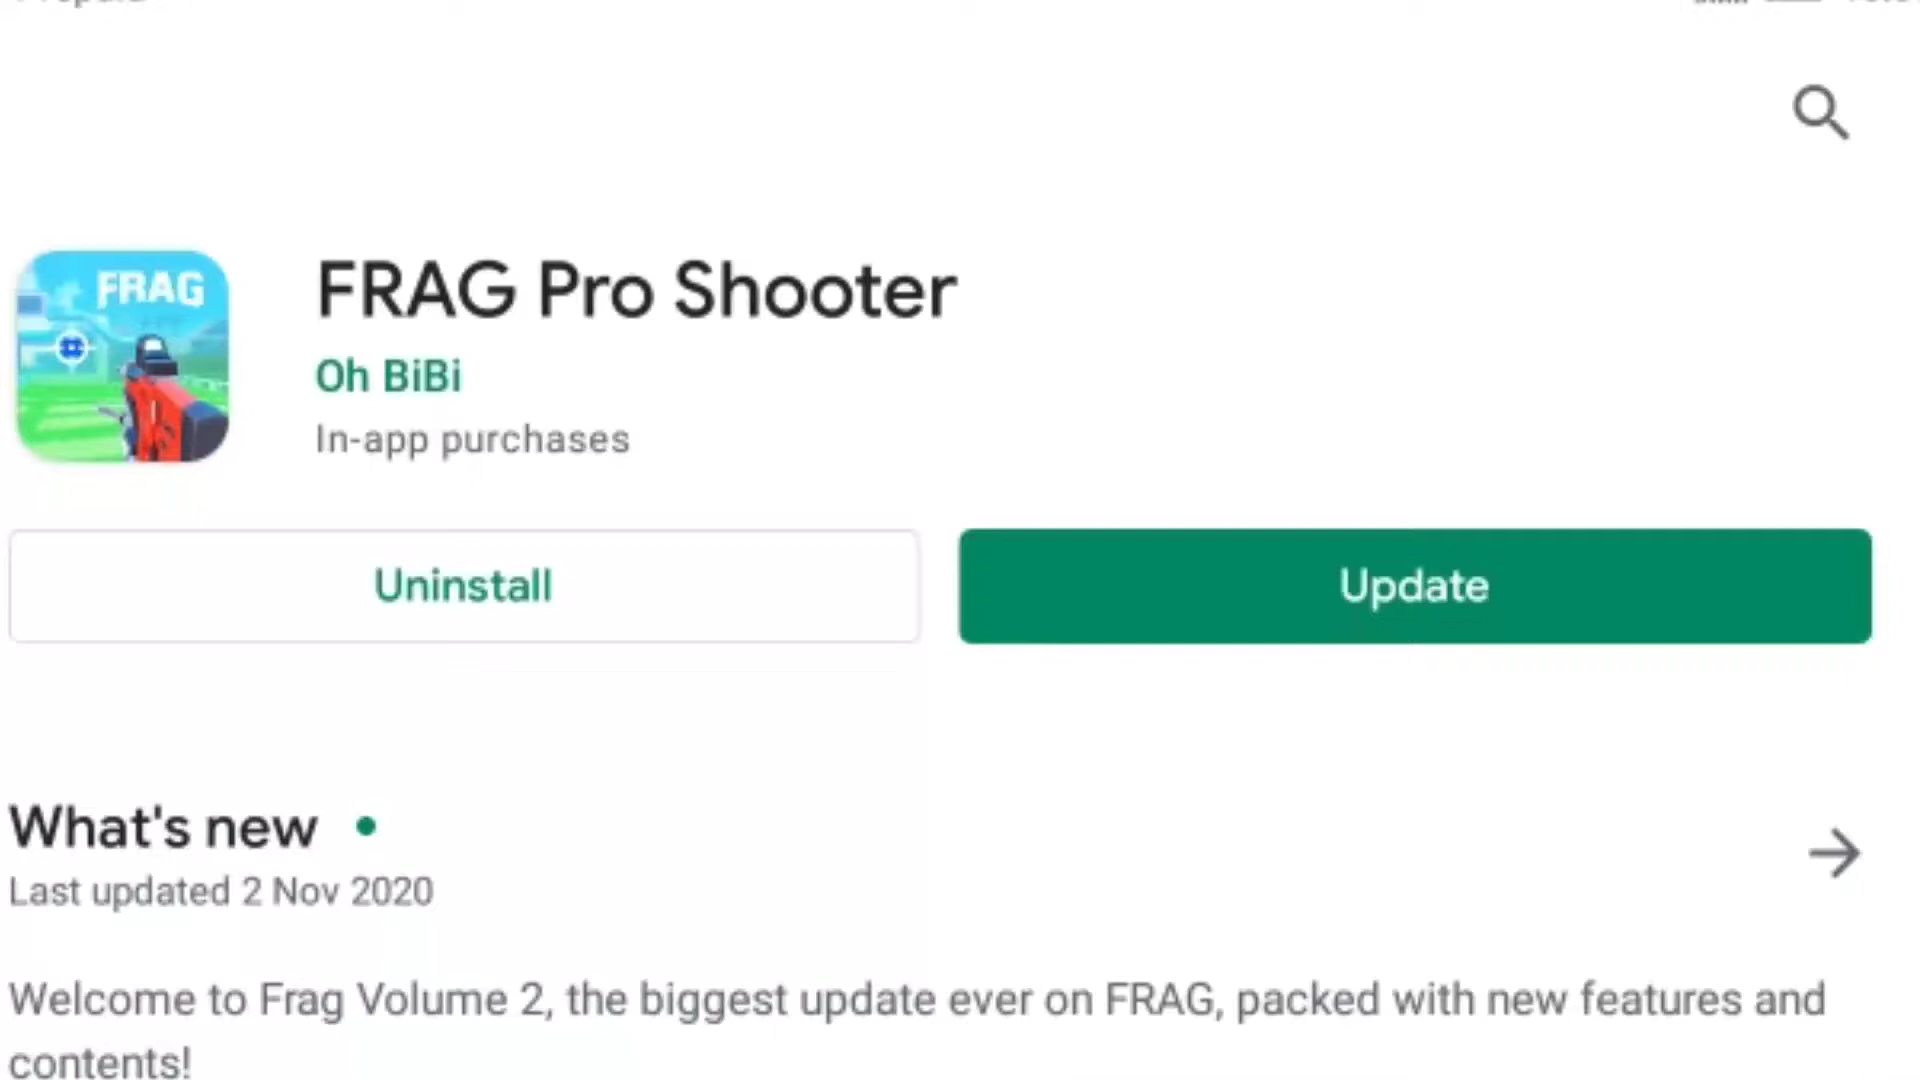 FRAG
FRAG Pro Shooter
Oh BiBi
In-app purchases
Uninstall
Update
What's new
Last updated 2 Nov 2020
Welcome to Frag Volume 2, the biggest update ever on FRAG, packed with new features and
contents!